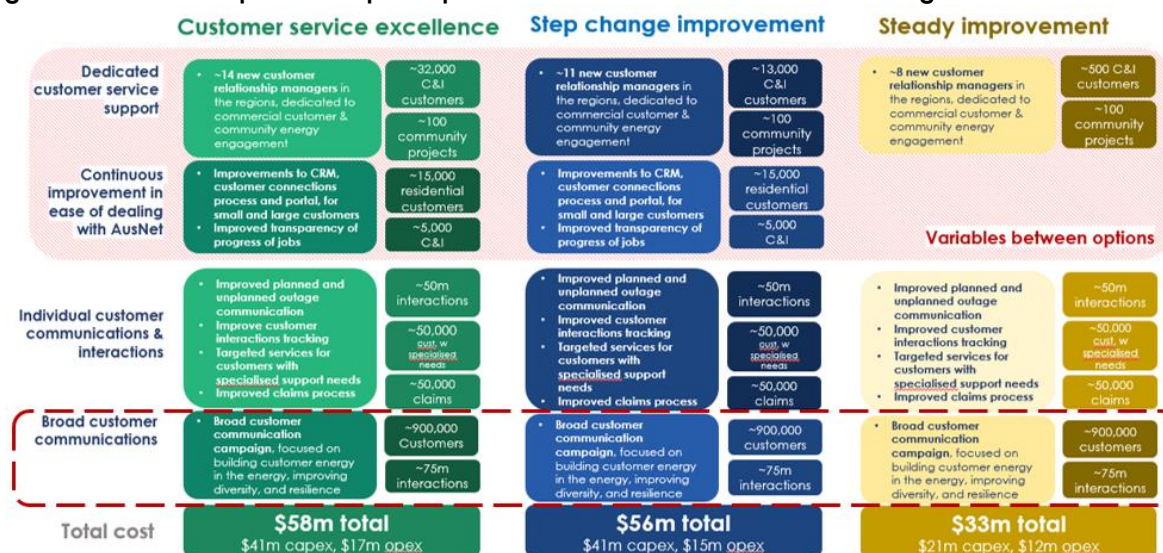 Customer service excellence
Step change improvement
Steady improvement
Dedicated
customer service
support
• ~14 new customer
relationship managers in
the regions, dedicated to
commercial customer &
community energy
engagement
~32,000
C&I
customers
~100
community
projects
• ~11 new customer
relationship managers in
the regions, dedicated to
commercial customer &
community energy
engagement
~13,000
C&I
customers
~100
community
projects
• ~8 new customer
relationship managers in
the regions, dedicated to
commercial customer &
community energy
engagement
~500 C&I
customers
~100
community
projects
Continuous
improvement in
ease of dealing
with AusNet
• Improvements to CRM,
customer connections
process and portal, for
small and large customers
• Improved transparency of
progress of jobs
~15,000
residential
customers
~5,000
C&I
• Improvements to CRM,
customer connections
process and portal, for
small and large customers
• Improved transparency of
progress of jobs
~15,000
residential
customers
~5,000
C&I
Variables between options
Individual customer
communications &
interactions
• Improved planned and
unplanned outage
communication
• Improve customer
interactions tracking
• Targeted services for
customers with
specialised support needs
• Improved claims process
~50m
interactions
~50,000
cust. w
specialised
needs
~50,000
claims
• Improved planned and
unplanned outage
communication
• Improved customer
interactions tracking
• Targeted services for
customers with
specialised support
needs
• Improved claims process
~50m
interactions
~50,000
cust. w
specialised
needs
~50,000
claims
• Improved planned and
unplanned outage
communication
• Improved customer
interactions tracking
• Targeted services for
customers with
specialised support needs
• Improved claims process
~50m
interactions
~50,000
cust. w
specialised
needs
~50,000
claims
Broad customer
communications
• Broad customer
communication
campaign, focused on
building customer energy
in the energy, improving
diversity, and resilience
~900,000
Customers
~75m
interactions
• Broad customer
communication
campaign, focused on
building customer energy
in the energy, improving
diversity, and resilience
~900,000
customers
~75m
interactions
• Broad customer
communication
campaign, focused on
building customer energy
in the energy, improving
diversity, and resilience
~900,000
customers
~75m
interactions
Total cost
$58m total
$41m capex, $17m opex
$56m total
$41m capex, $15m opex
$33m total
$21m capex, $12m opex